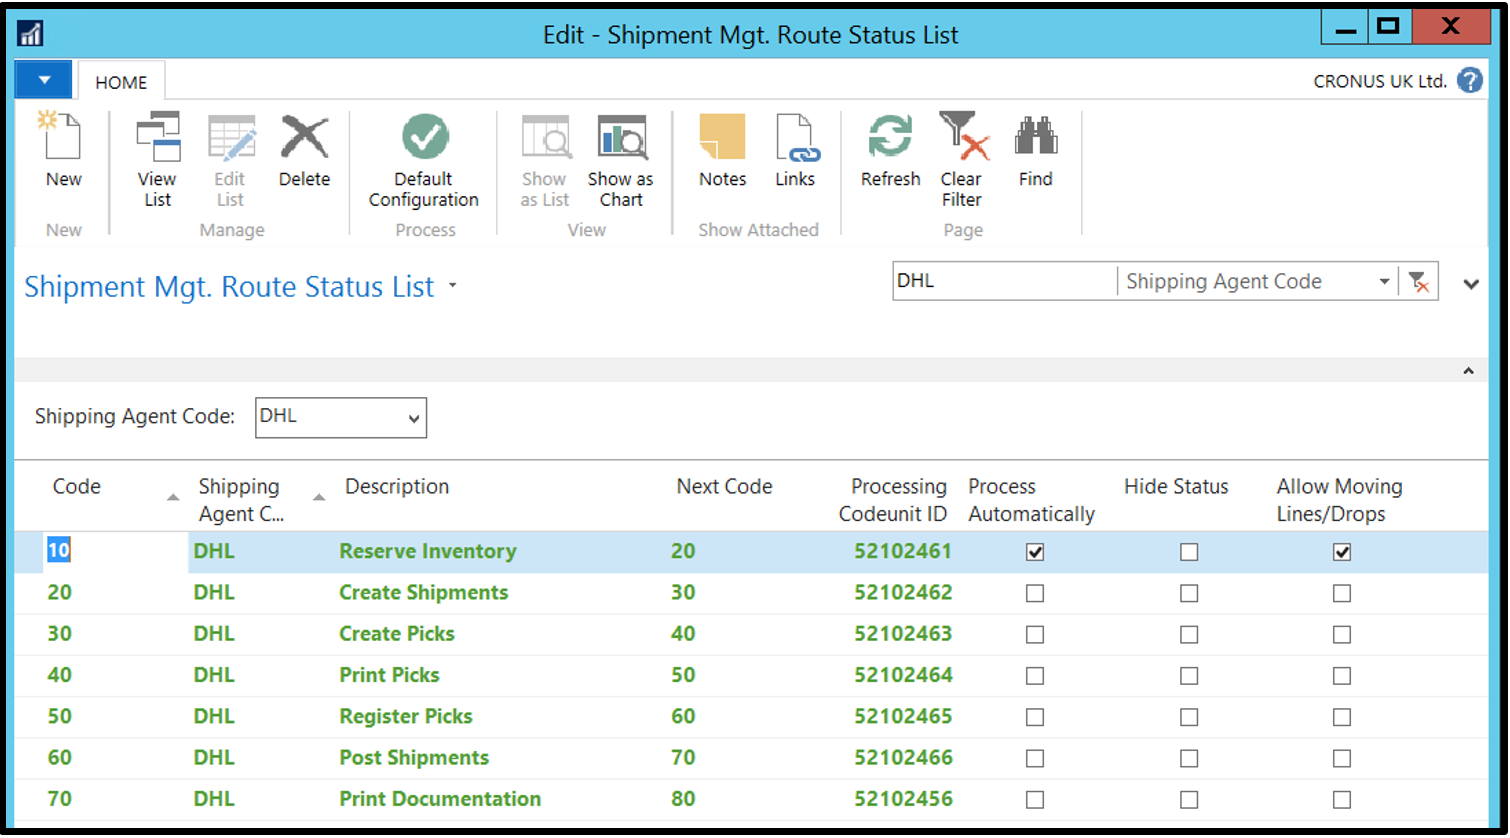 Edit - Shipment Mgt. Route Status List
HOME
CRONUS UK Ltd.
New
View List
Edit List
Delete
Default Configuration
Show as List
Show as Chart
Notes
Links
Refresh
Clear Filter
Find
New
Manage
Process
View
Show Attached
Page
Shipment Mgt. Route Status List
DHL Shipping Agent Code
Shipping Agent Code: DHL
Code Shipping Agent C... Description Next Code Processing Codeunit ID Process Automatically Hide Status Allow Moving Lines/Drops
10 DHL Reserve Inventory 20 52102461
20 DHL Create Shipments 30 52102462
30 DHL Create Picks 40 52102463
40 DHL Print Picks 50 52102464
50 DHL Register Picks 60 52102465
60 DHL Post Shipments 70 52102466
70 DHL Print Documentation 80 52102456